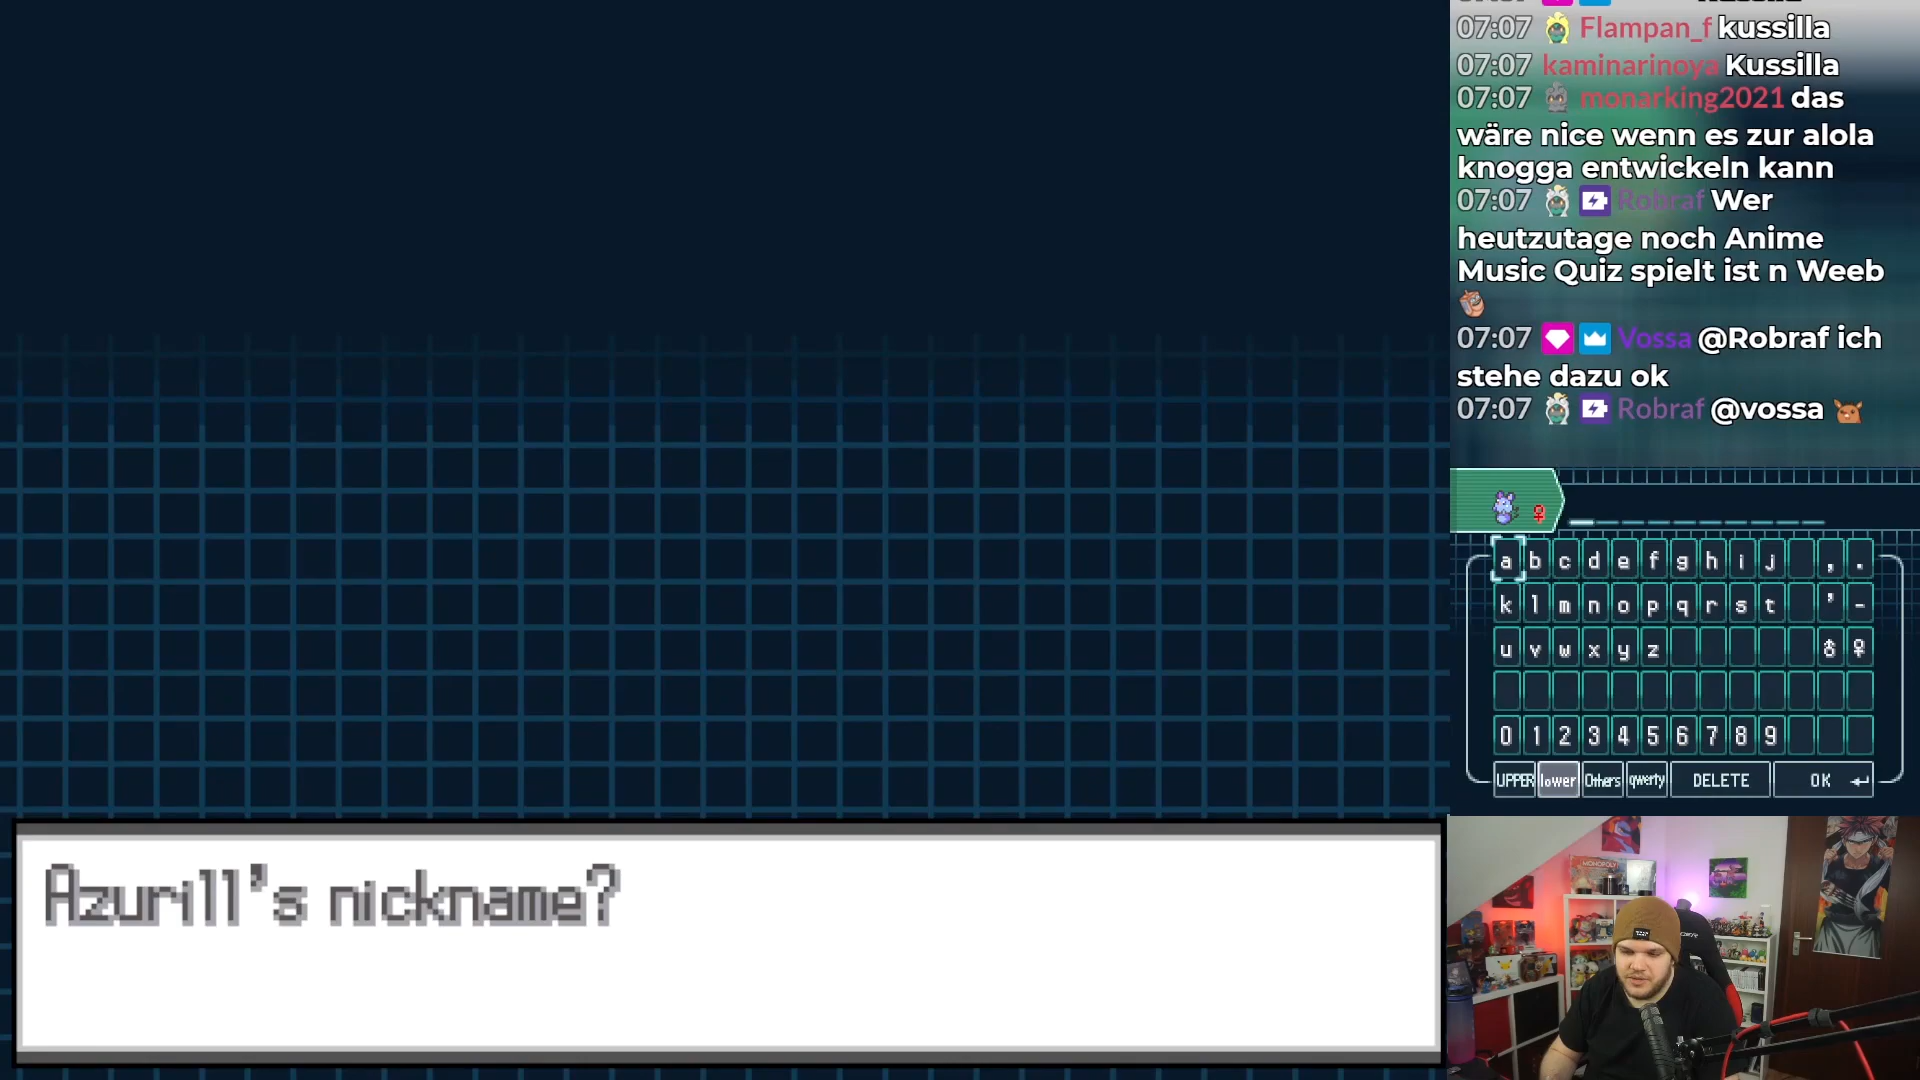 07:07 Flampan_f kussilla
07:07 kaminarinoya Kussilla
07:07 monarking2021 das
wäre nice wenn es zur alola
knogga entwickeln kann
07:07 Robraf Wer
heutzutage noch Anime
Music Quiz spielt ist n Weeb
07:07 Vossa @Robraf ich
stehe dazu ok
07:07 Robraf @vossa
♀
a b c d e f g h i j , .
k l m n o p q r s t ' -
u v w x y z ♂ ♀
0 1 2 3 4 5 6 7 8 9
UPPER lower Others qwerty DELETE OK
Azurill's nickname?
MONOPOLY